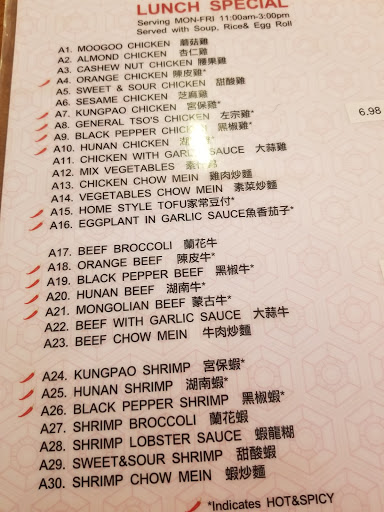 LUNCH SPECIAL
Serving MON-FRI 11:00am-3:00pm
Served with Soup, Rice& Egg Roll
A1. MOOGOO CHICKEN 蘑菇雞
A2. ALMOND CHICKEN 杏仁雞
A3. CASHEW NUT CHICKEN 腰果雞
A4. ORANGE CHICKEN 陳皮雞*
A5. SWEET & SOUR CHICKEN 甜酸雞
A6. SESAME CHICKEN 芝麻雞
A7. KUNGPAO CHICKEN 宮保雞*
A8. GENERAL TSO'S CHICKEN 左宗雞*
A9. BLACK PEPPER CHICKEN 黑椒雞*
A10. HUNAN CHICKEN
A11. CHICKEN WITH GARLIC SAUCE 大蒜雞
A12. MIX VEGETABLES
A13. CHICKEN CHOW MEIN 雞肉炒麵
A14. VEGETABLES CHOW MEIN 素菜炒麵
A15. HOME STYLE TOFU家常豆付*
A16. EGGPLANT IN GARLIC SAUCE魚香茄子*
6.98
A17. BEEF BROCCOLI 蘭花牛
A18. ORANGE BEEF 陳皮牛*
A19. BLACK PEPPER BEEF 黑椒牛*
A20. HUNAN BEEF 湖南牛*
A21. MONGOLIAN BEEF 蒙古牛*
A22. BEEF WITH GARLIC SAUCE 大蒜牛
A23. BEEF CHOW MEIN 牛肉炒麵
A24. KUNGPAO SHRIMP 宮保蝦*
A25. HUNAN SHRIMP 湖南蝦*
A26. BLACK PEPPER SHRIMP 黑椒蝦*
A27. SHRIMP BROCCOLI 蘭花蝦
A28. SHRIMP LOBSTER SAUCE 蝦龍糊
A29. SWEET&SOUR SHRIMP 甜酸蝦
A30. SHRIMP CHOW MEIN 蝦炒麵
*Indicates HOT&SPICY